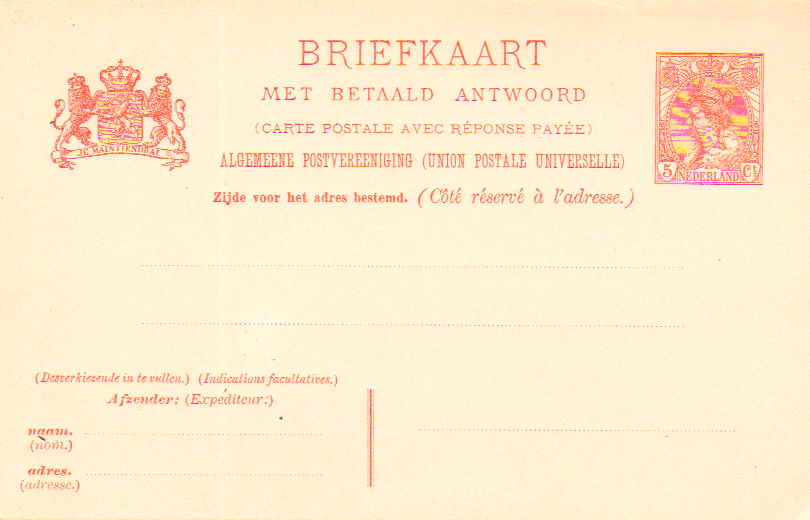 BRIEFKAART
MET BETAALD ANTWOORD
(CARTE POSTALE AVEC RÉPONSE PAYÉE)
ALGEMEENE POSTVEREENIGING (UNION POSTALE UNIVERSELLE)
Zijde voor het adres bestemd. (Côté réservé à l'adresse.)
JE MAINTIENDRAI
5 NEDERLAND Ct
(Desverkiezende in te vullen.) (Indications facultatives.)
Afzender: (Expéditeur:)
naam.
(nom.)
adres.
(adresse.)